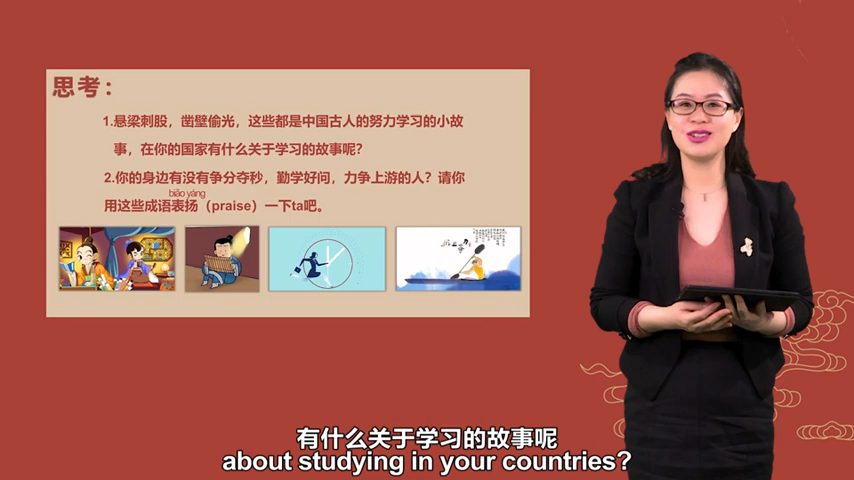 思考：
1.悬梁刺股，凿壁偷光，这些都是中国古人的努力学习的小故
事，在你的国家有什么关于学习的故事呢？
2.你的身边有没有争分夺秒，勤学好问，力争上游的人？请你
biǎo yáng
用这些成语表扬（praise）一下ta吧。
有什么关于学习的故事呢
about studying in your countries?